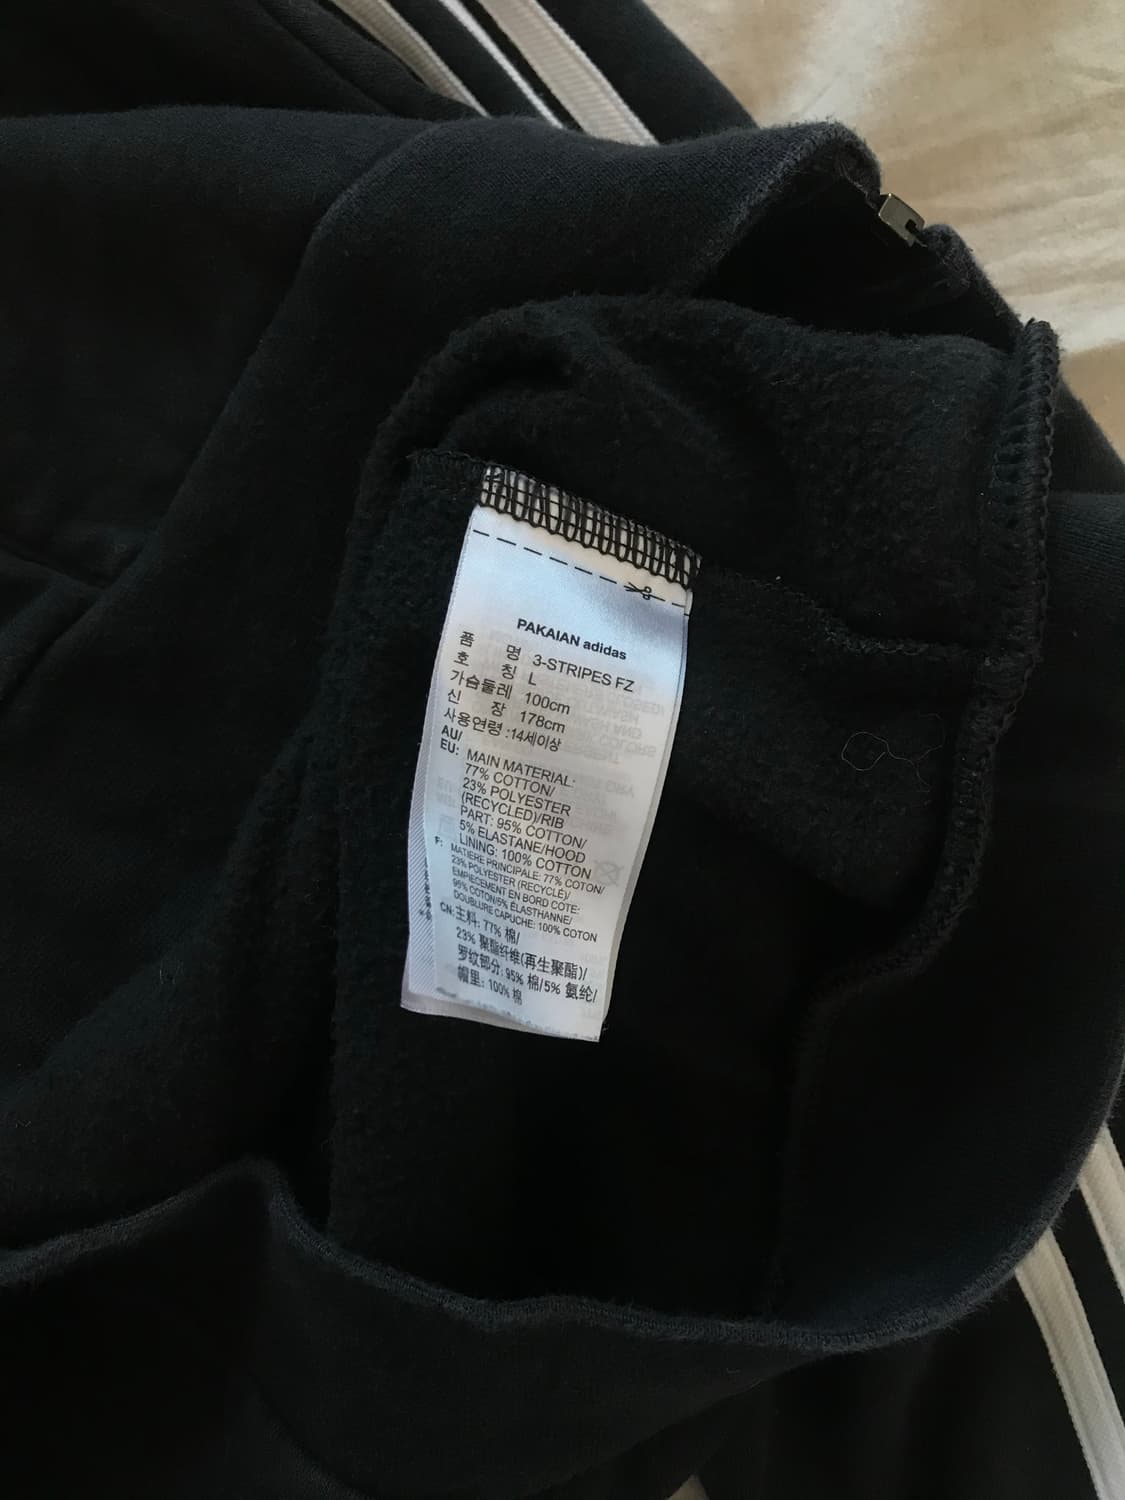 PAKAIAN adidas
품 명 3-STRIPES FZ
호 칭 L
가슴둘레 100cm
신 장 178cm
사용연령 :14세이상
AU/
EU: MAIN MATERIAL:
77% COTTON/
23% POLYESTER
(RECYCLED)/RIB
PART: 95% COTTON/
5% ELASTANE/HOOD
LINING: 100% COTTON
F: MATIÈRE PRINCIPALE: 77% COTON/
23% POLYESTER (RECYCLÉ)/
EMPIECEMENT EN BORD COTE:
95% COTON/5% ÉLASTHANNE/
DOUBLURE CAPUCHE: 100% COTON
CN: 主料: 77% 棉/
23% 聚酯纤维(再生聚酯)/
罗纹部分: 95% 棉/5% 氨纶/
帽里: 100% 棉